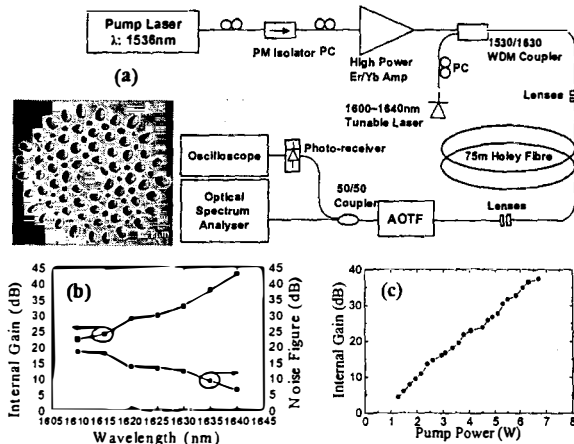 Pump Laser
λ: 1536nm
PM Isolator PC
High Power
Er/Yb Amp
1530/1630
WDM Coupler
PC
(a)
1600~1640nm
Tunable Laser
Lenses
Oscilloscope
Photo-receiver
75m Holey Fibre
Optical
Spectrum
Analyser
50/50
Coupler
AOTF
Lenses
(b)
Internal Gain (dB)
45
40
35
30
25
20
15
10
5
0
45
40
35
30
25
20
15
10
5
0
Noise Figure (dB)
1605 1610 1615 1620 1625 1630 1635 1640 1645
Wavelength (nm)
(c)
Internal Gain (dB)
40
30
20
10
0
0 1 2 3 4 5 6 7 8
Pump Power (W)